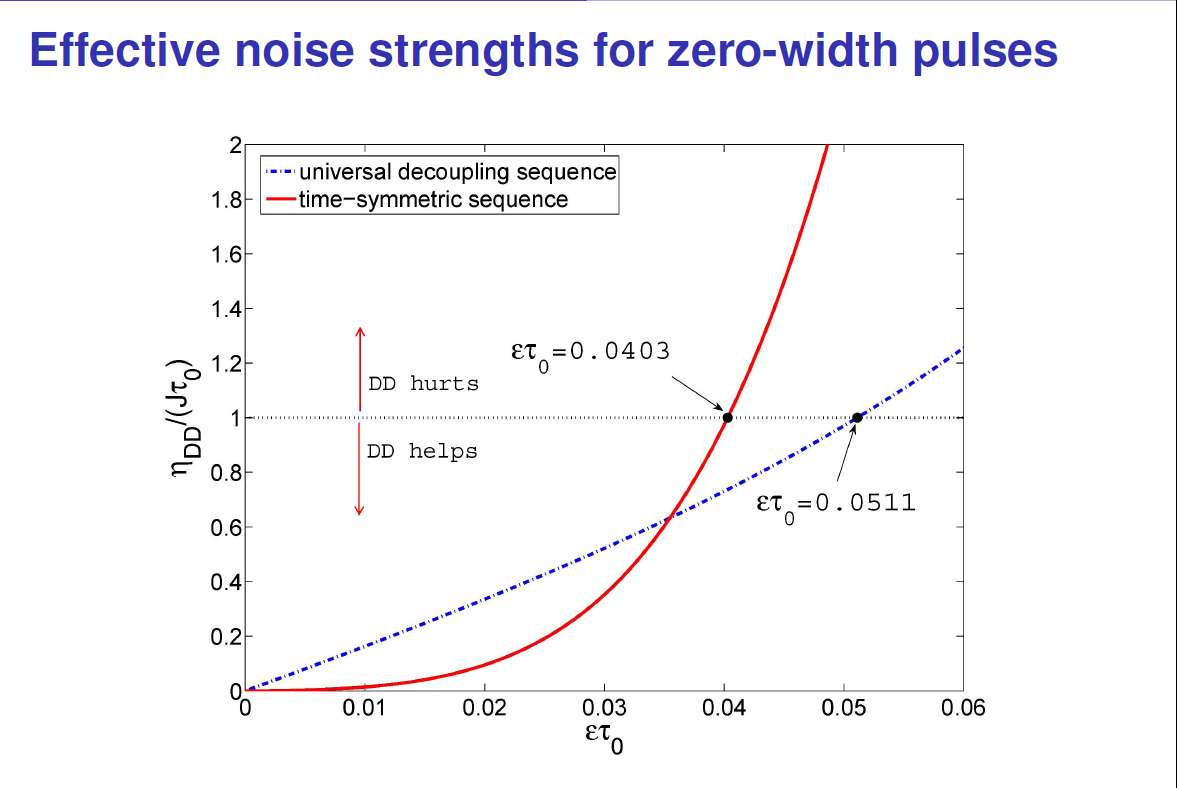 Effective noise strengths for zero-width pulses
universal decoupling sequence
time−symmetric sequence
2
1.8
1.6
1.4
1.2
1
0.8
0.6
0.4
0.2
0
η_DD/(Jτ_0)
ετ_0=0.0403
DD hurts
DD helps
ετ_0=0.0511
0 0.01 0.02 0.03 0.04 0.05 0.06
ετ_0